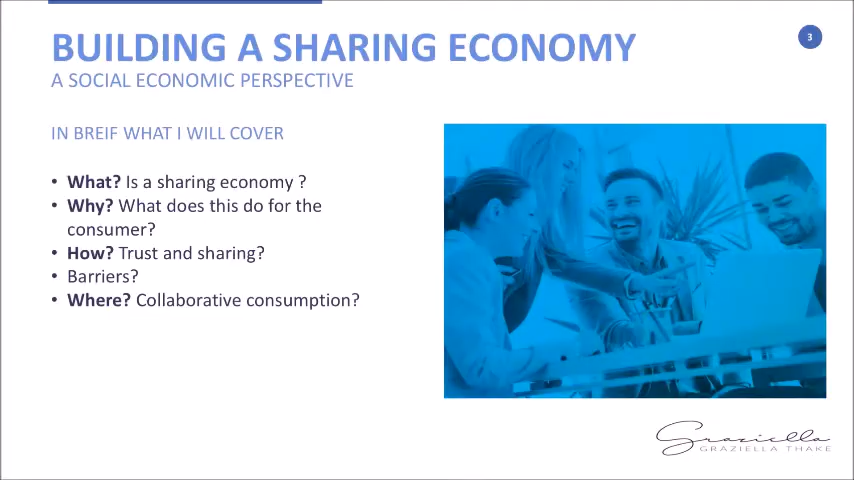 BUILDING A SHARING ECONOMY
3
A SOCIAL ECONOMIC PERSPECTIVE
IN BREIF WHAT I WILL COVER
• What? Is a sharing economy ?
• Why? What does this do for the
consumer?
• How? Trust and sharing?
• Barriers?
• Where? Collaborative consumption?
Graziella
GRAZIELLA THAKE